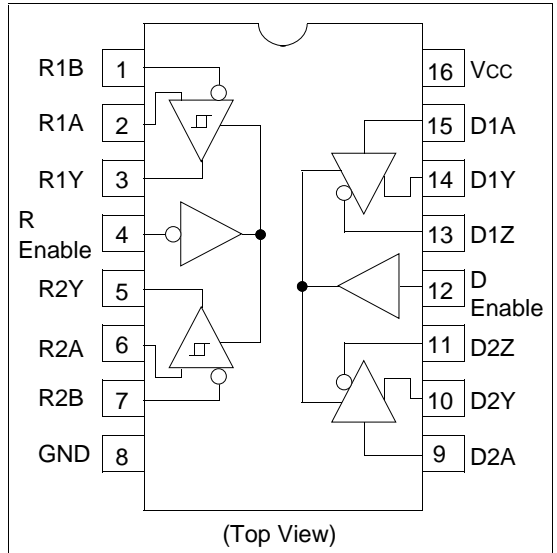 R1B 1
R1A 2
R1Y 3
R
Enable 4
R2Y 5
R2A 6
R2B 7
GND 8
16 VCC
15 D1A
14 D1Y
13 D1Z
12 D
Enable
11 D2Z
10 D2Y
9 D2A
(Top View)